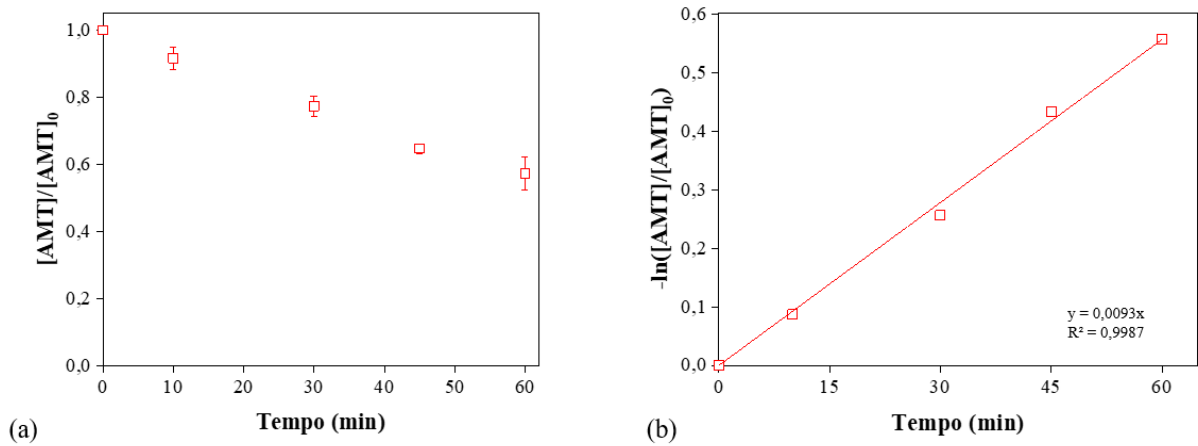 [AMT]/[AMT]₀
1,0
0,8
0,6
0,4
0,2
0,0
0 10 20 30 40 50 60
Tempo (min)
(a)
-ln([AMT]/[AMT]₀)
0,6
0,5
0,4
0,3
0,2
0,1
0,0
y = 0,0093x
R² = 0,9987
0 15 30 45 60
Tempo (min)
(b)